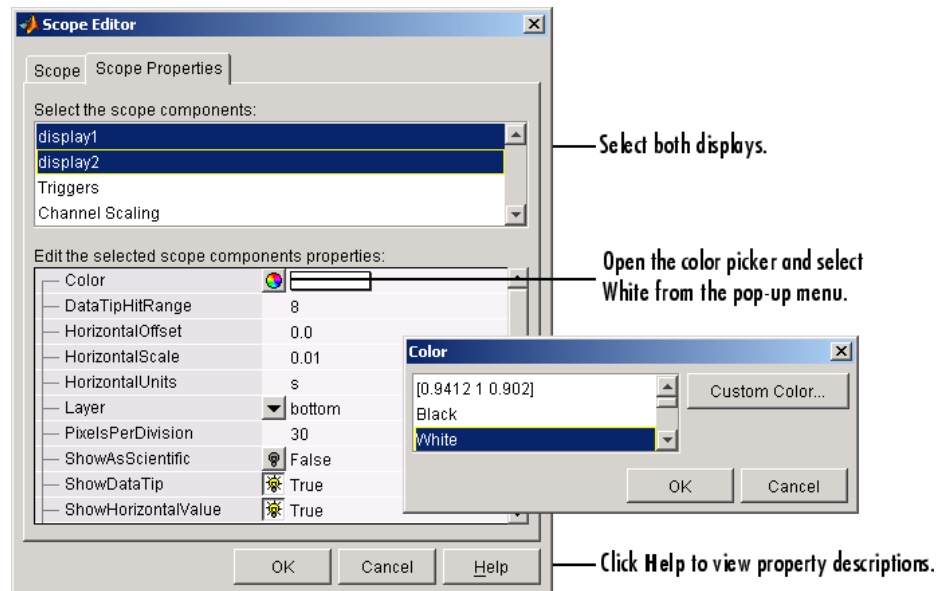 Scope Editor
Scope
Scope Properties
Select the scope components:
display1
display2
Triggers
Channel Scaling
Select both displays.
Edit the selected scope components properties:
Color
Open the color picker and select
White from the pop-up menu.
DataTipHitRange 8
HorizontalOffset 0.0
HorizontalScale 0.01
HorizontalUnits s
Layer bottom
PixelsPerDivision 30
ShowAsScientific False
ShowDataTip True
ShowHorizontalValue True
Color
[0.9412 1 0.902]
Black
White
Custom Color...
OK Cancel
OK Cancel Help
Click Help to view property descriptions.